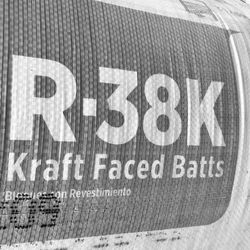 R-38K
Kraft Faced Batts
Bloques con Revestimiento